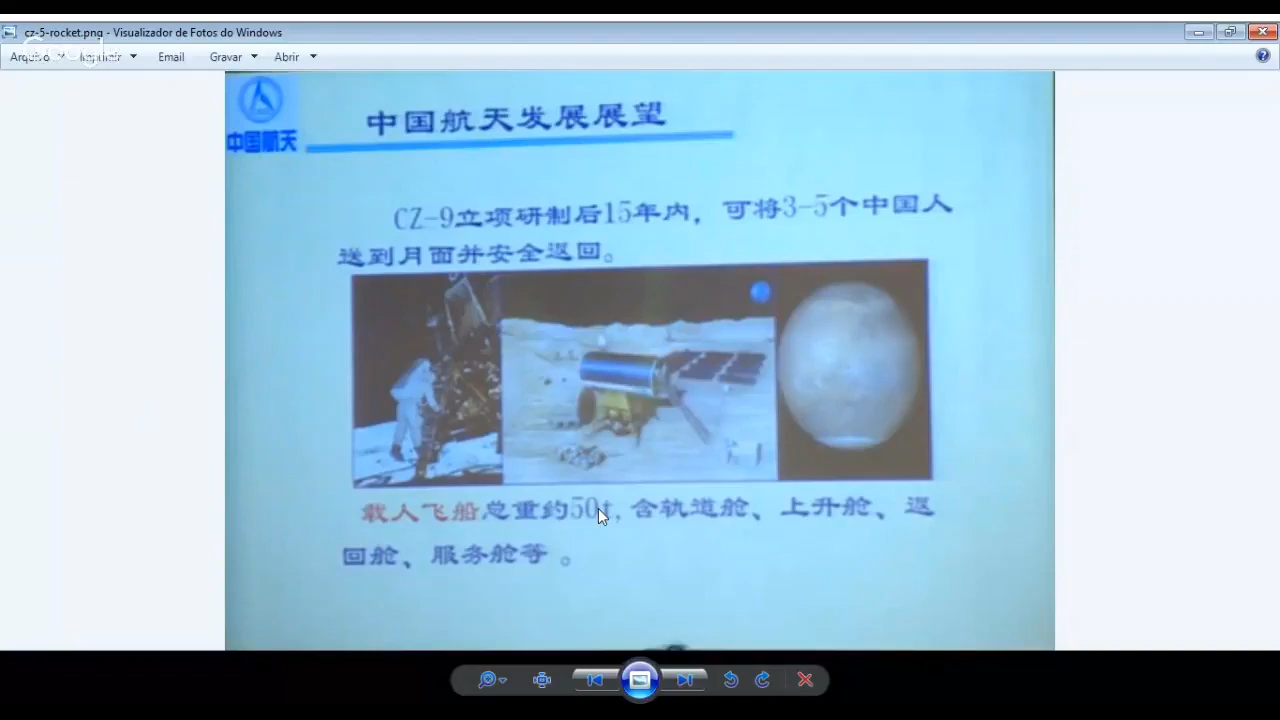 cz-5-rocket.png - Visualizador de Fotos do Windows
Google
Arquivo Imprimir Email Gravar Abrir
中国航天
中国航天发展展望
CZ-9立项研制后15年内，可将3-5个中国人
送到月面并安全返回。
载人飞船总重约50t,含轨道舱、上升舱、返
回舱、服务舱等。